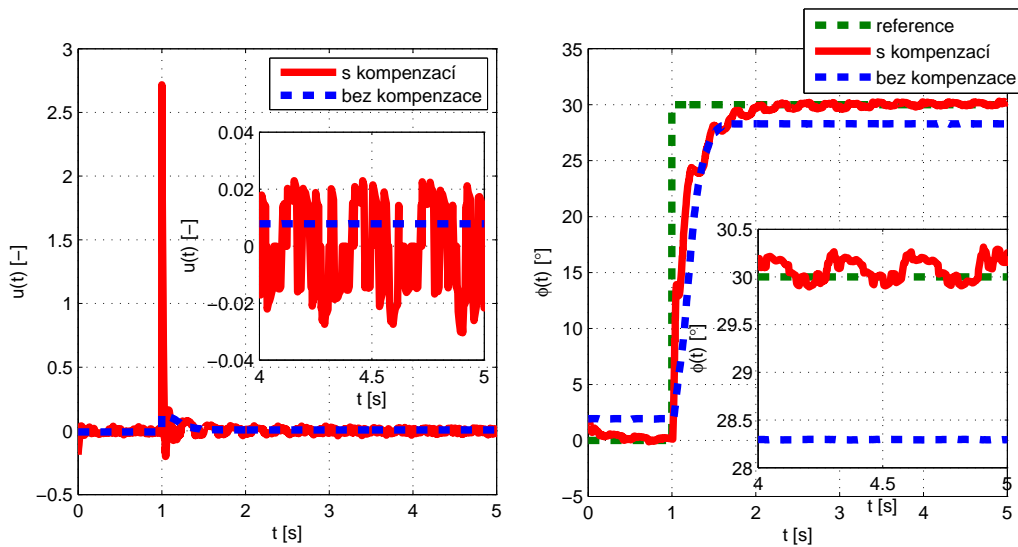 3
2.5
2
1.5
1
0.5
0
−0.5
0 1 2 3 4 5
t [s]
u(t) [−]
s kompenzací
bez kompenzace
0.04
0.02
0
−0.02
−0.04
4 4.5 5
t [s]
u(t) [−]
35
30
25
20
15
10
5
0
−5
0 1 2 3 4 5
t [s]
ϕ(t) [°]
reference
s kompenzací
bez kompenzace
30.5
30
29.5
29
28.5
28
4 4.5 5
ϕ(t) [°]